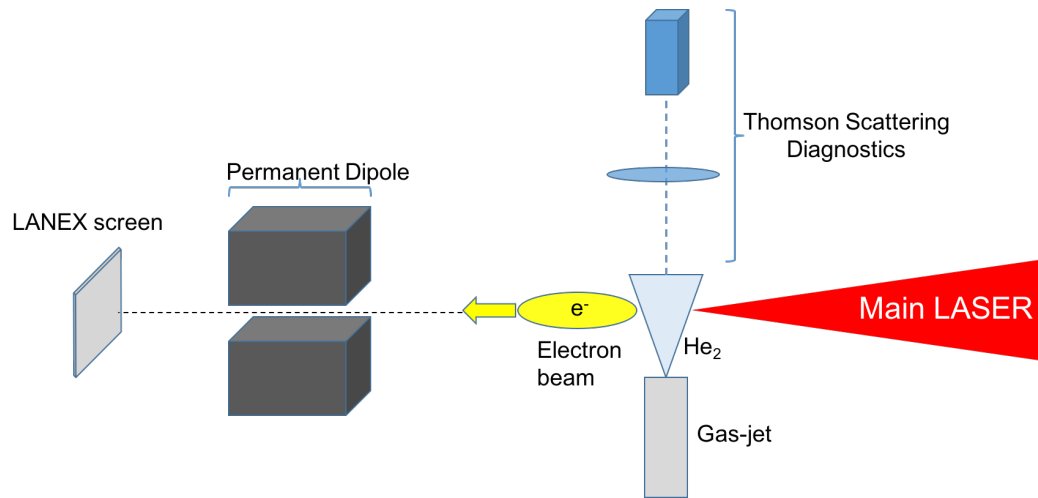 Thomson Scattering
Diagnostics
Permanent Dipole
LANEX screen
e-
Main LASER
Electron
beam
He2
Gas-jet